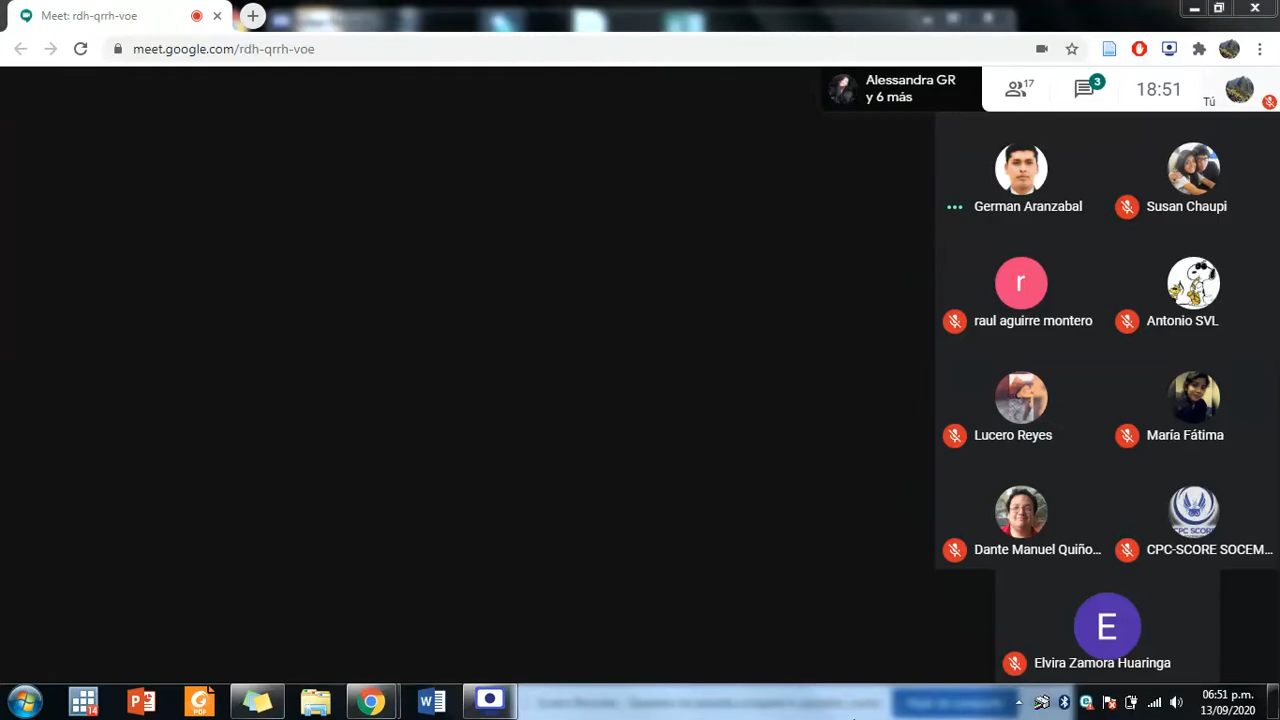 Meet: rdh-qrrh-voe
meet.google.com/rdh-qrrh-voe
Alessandra GR
y 6 más
17
3
18:51
Tú
German Aranzabal
Susan Chaupi
r
raul aguirre montero
Antonio SVL
Lucero Reyes
María Fátima
Dante Manuel Quiño...
CPC-SCORE SOCEM...
E
Elvira Zamora Huaringa
14
PDF
06:51 p.m.
13/09/2020